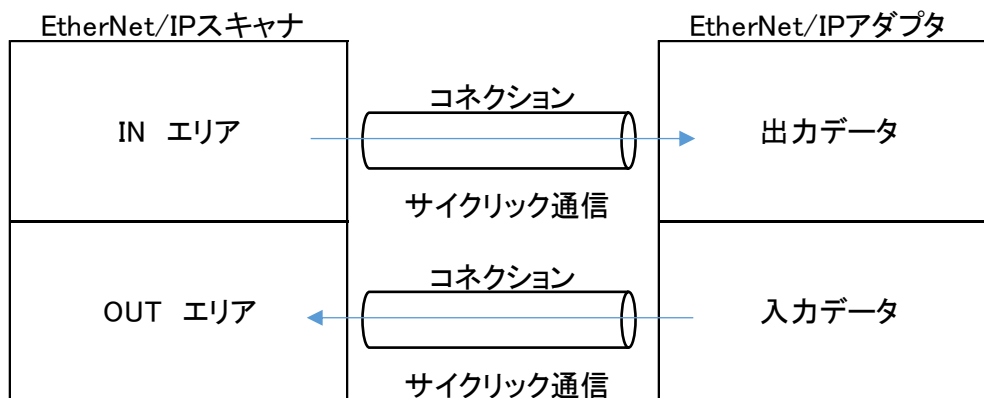 EtherNet/IPスキャナ
EtherNet/IPアダプタ
コネクション
IN エリア
出力データ
サイクリック通信
コネクション
OUT エリア
入力データ
サイクリック通信